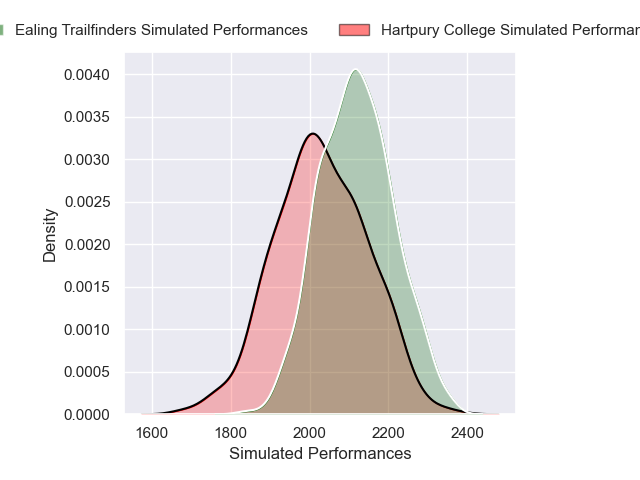 Ealing Trailfinders Simulated Performances
Hartpury College Simulated
0.0040
0.0035
0.0030
0.0025
0.0020
0.0015
0.0010
0.0005
0.0000
Density
1600 1800 2000 2200 2400
Simulated Performances